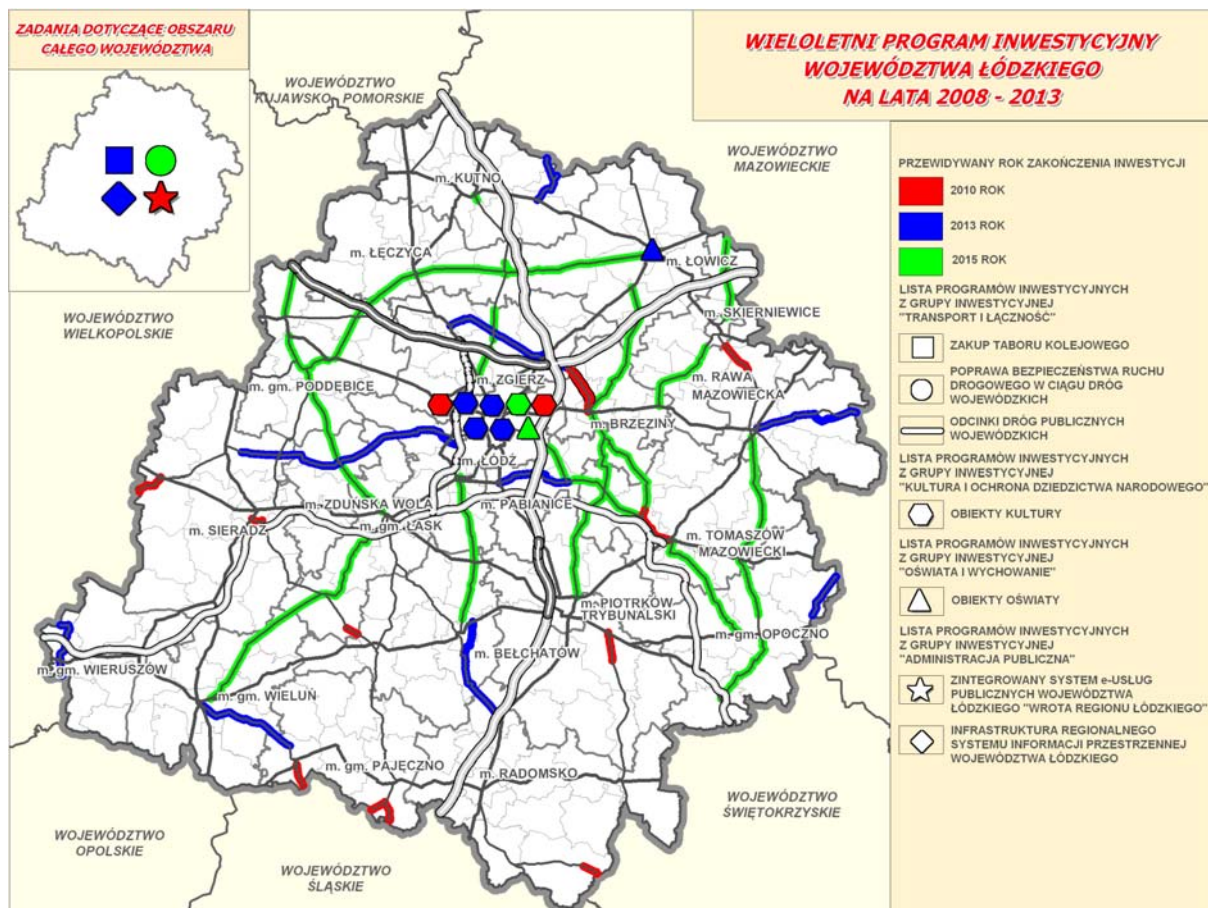 ZADANIA DOTYCZĄCE OBSZARU
CAŁEGO WOJEWÓDZTWA
WIELOLETNI PROGRAM INWESTYCYJNY
WOJEWÓDZTWA ŁÓDZKIEGO
NA LATA 2008 - 2013
WOJEWÓDZTWO
KUJAWSKO - POMORSKIE
WOJEWÓDZTWO
MAZOWIECKIE
m. KUTNO
m. ŁĘCZYCA
m. ŁOWICZ
WOJEWÓDZTWO
WIELKOPOLSKIE
m. SKIERNIEWICE
m. ZGIERZ
m. gm. PODDĘBICE
m. RAWA
MAZOWIECKA
m. BRZEZINY
m. ŁÓDŹ
m. ZDUŃSKA WOLA
m. PABIANICE
m. gm. ŁASK
m. SIERADZ
m. TOMASZÓW
MAZOWIECKI
m. PIOTRKÓW
TRYBUNALSKI
m. gm. OPOCZNO
m. BEŁCHATÓW
m. gm. WIERUSZÓW
m. gm. WIELUŃ
m. gm. PAJĘCZNO
m. RADOMSKO
WOJEWÓDZTWO
ŚWIĘTOKRZYSKIE
WOJEWÓDZTWO
OPOLSKIE
WOJEWÓDZTWO
ŚLĄSKIE
PRZEWIDYWANY ROK ZAKOŃCZENIA INWESTYCJI
2010 ROK
2013 ROK
2015 ROK
LISTA PROGRAMÓW INWESTYCYJNYCH
Z GRUPY INWESTYCYJNEJ
"TRANSPORT I ŁĄCZNOŚĆ"
ZAKUP TABORU KOLEJOWEGO
POPRAWA BEZPIECZEŃSTWA RUCHU
DROGOWEGO W CIĄGU DRÓG
WOJEWÓDZKICH
ODCINKI DRÓG PUBLICZNYCH
WOJEWÓDZKICH
LISTA PROGRAMÓW INWESTYCYJNYCH
Z GRUPY INWESTYCYJNEJ
"KULTURA I OCHRONA DZIEDZICTWA NARODOWEGO"
OBIEKTY KULTURY
LISTA PROGRAMÓW INWESTYCYJNYCH
Z GRUPY INWESTYCYJNEJ
"OŚWIATA I WYCHOWANIE"
OBIEKTY OŚWIATY
LISTA PROGRAMÓW INWESTYCYJNYCH
Z GRUPY INWESTYCYJNEJ
"ADMINISTRACJA PUBLICZNA"
ZINTEGROWANY SYSTEM e-USŁUG
PUBLICZNYCH WOJEWÓDZTWA
ŁÓDZKIEGO "WROTA REGIONU ŁÓDZKIEGO"
INFRASTRUKTURA REGIONALNEGO
SYSTEMU INFORMACJI PRZESTRZENNEJ
WOJEWÓDZTWA ŁÓDZKIEGO